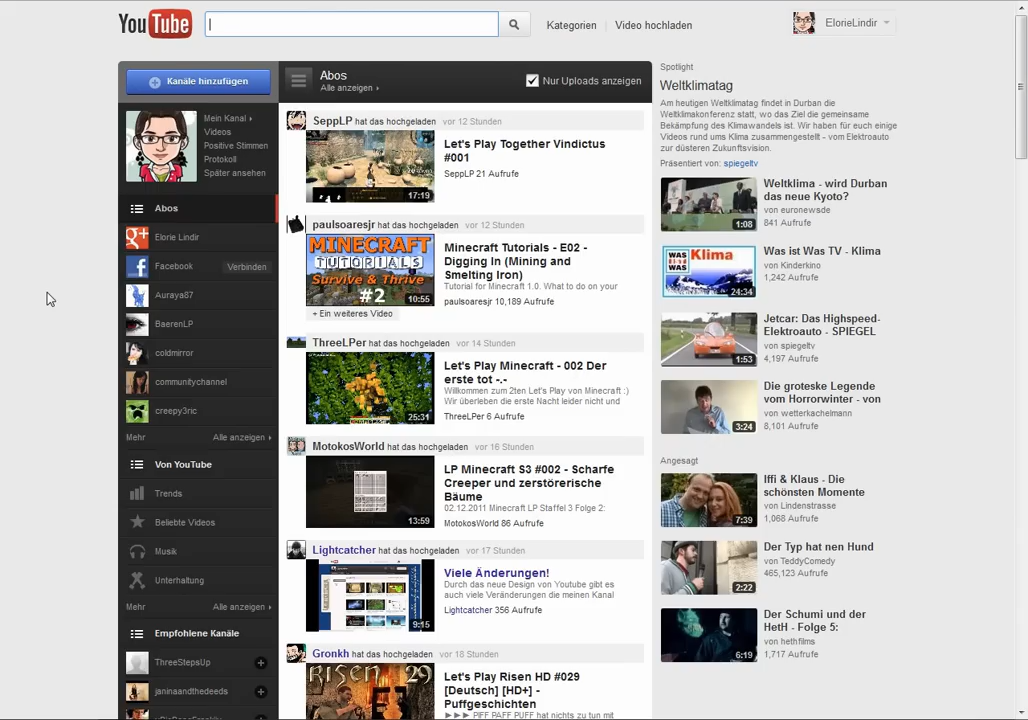 YouTube
Kategorien
Video hochladen
ElorieLindir
Kanäle hinzufügen
Mein Kanal
Videos
Positive Stimmen
Protokoll
Später ansehen
Abos
Elorie Lindir
Facebook
Verbinden
Auraya87
BaerenLP
coldmirror
communitychannel
creepy3ric
Mehr
Alle anzeigen
Von YouTube
Trends
Beliebte Videos
Musik
Unterhaltung
Mehr
Alle anzeigen
Empfohlene Kanäle
ThreeStepsUp
janinaandthedeeds
Abos
Alle anzeigen
Nur Uploads anzeigen
SeppLP hat das hochgeladen vor 12 Stunden
17:19
Let's Play Together Vindictus
#001
SeppLP 21 Aufrufe
paulsoaresjr hat das hochgeladen vor 12 Stunden
MINECRAFT
TUTORIALS
Survive & Thrive
#2
10:55
+ Ein weiteres Video
Minecraft Tutorials - E02 -
Digging In (Mining and
Smelting Iron)
Tutorial for Minecraft 1.0. What to do on your
paulsoaresjr 10,189 Aufrufe
ThreeLPer hat das hochgeladen vor 14 Stunden
25:31
Let's Play Minecraft - 002 Der
erste tot -.-
Willkommen zum 2ten Let's Play von Minecraft :)
Wir überleben die erste Nacht leider nicht und
ThreeLPer 6 Aufrufe
MotokosWorld hat das hochgeladen vor 16 Stunden
13:59
LP Minecraft S3 #002 - Scharfe
Creeper und zerstörerische
Bäume
02.12.2011 Minecraft LP Staffel 3 Folge 2:
MotokosWorld 86 Aufrufe
Lightcatcher hat das hochgeladen vor 17 Stunden
9:15
Viele Änderungen!
Durch das neue Design von Youtube gibt es
auch viele Veränderungen die meinen Kanal
Lightcatcher 356 Aufrufe
Gronkh hat das hochgeladen vor 18 Stunden
RISEN 29
Let's Play Risen HD #029
[Deutsch] [HD+] -
Puffgeschichten
►►► PIFF PAFF PUFF hat nichts zu tun mit
Spotlight
Weltklimatag
Am heutigen Weltklimatag findet in Durban die
Weltklimakonferenz statt, wo das Ziel die gemeinsame
Bekämpfung des Klimawandels ist. Wir haben für euch einige
Videos rund ums Klima zusammengestellt - vom Elektroauto
zur düsteren Zukunftsvision.
Präsentiert von: spiegeltv
1:08
Weltklima - wird Durban
das neue Kyoto?
von euronewsde
841 Aufrufe
WAS IST WAS
Klima
24:34
Was ist Was TV - Klima
von Kinderkino
1,242 Aufrufe
1:53
Jetcar: Das Highspeed-
Elektroauto - SPIEGEL
von spiegeltv
4,197 Aufrufe
3:24
Die groteske Legende
vom Horrorwinter - von
von wetterkachelmann
8,101 Aufrufe
Angesagt
7:39
Iffi & Klaus - Die
schönsten Momente
von Lindenstrasse
1,068 Aufrufe
2:22
Der Typ hat nen Hund
von TeddyComedy
465,123 Aufrufe
6:19
Der Schumi und der
HetH - Folge 5:
von hethfilms
1,717 Aufrufe